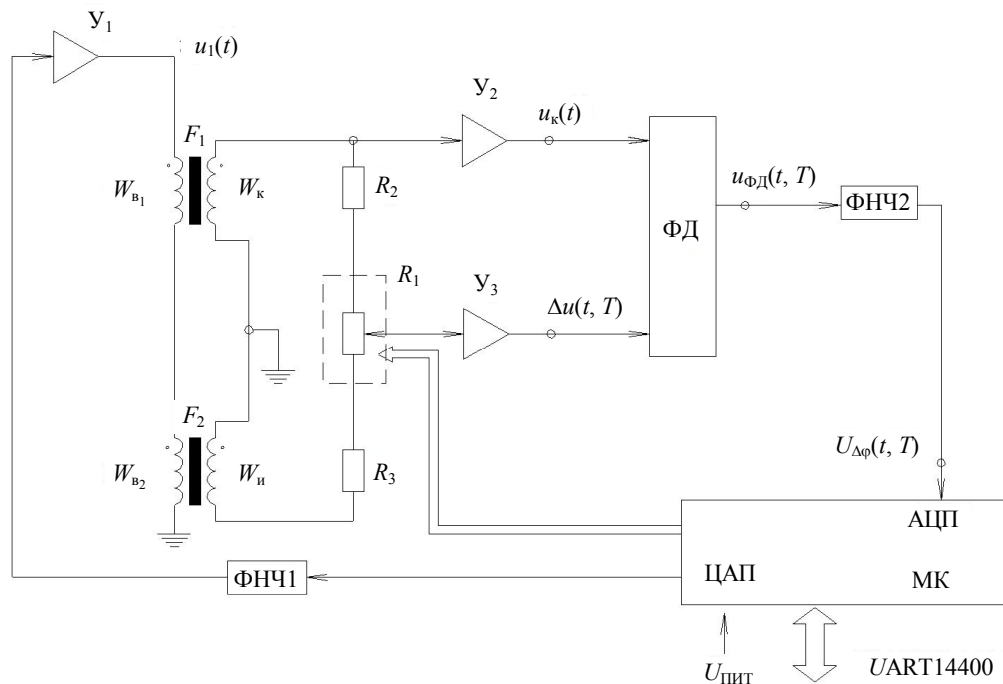 У1
u1(t)
У2
uк(t)
F1
Wв1
Wк
R2
uФД(t, T)
ФНЧ2
ФД
R1
У3
Δu(t, T)
F2
Wв2
Wи
R3
UΔφ(t, T)
АЦП
ФНЧ1
ЦАП
МК
UПИТ
UART14400